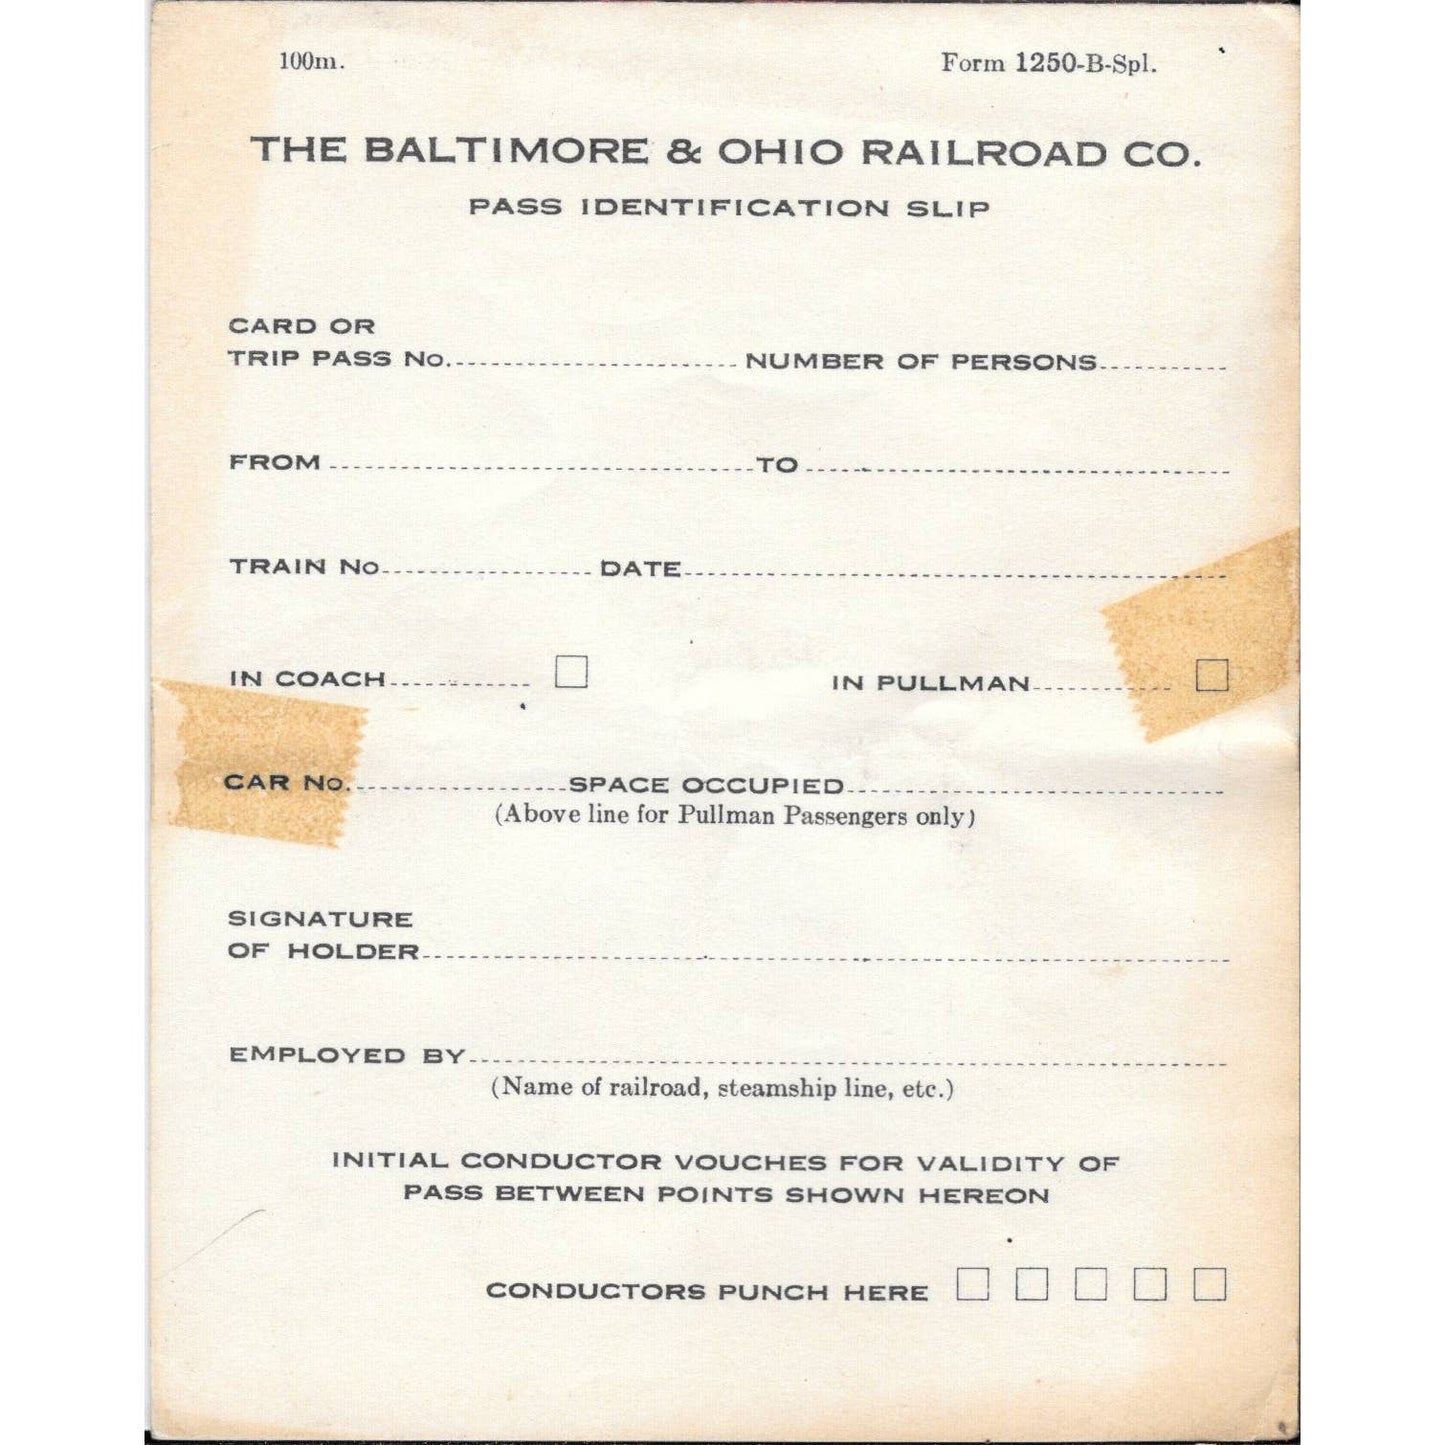 100m. Form 1250-B-Spl.
THE BALTIMORE & OHIO RAILROAD CO.
PASS IDENTIFICATION SLIP
CARD OR
TRIP PASS No. NUMBER OF PERSONS
FROM TO
TRAIN No DATE
IN COACH IN PULLMAN
CAR No. SPACE OCCUPIED
(Above line for Pullman Passengers only)
SIGNATURE
OF HOLDER
EMPLOYED BY
(Name of railroad, steamship line, etc.)
INITIAL CONDUCTOR VOUCHES FOR VALIDITY OF
PASS BETWEEN POINTS SHOWN HEREON
CONDUCTORS PUNCH HERE